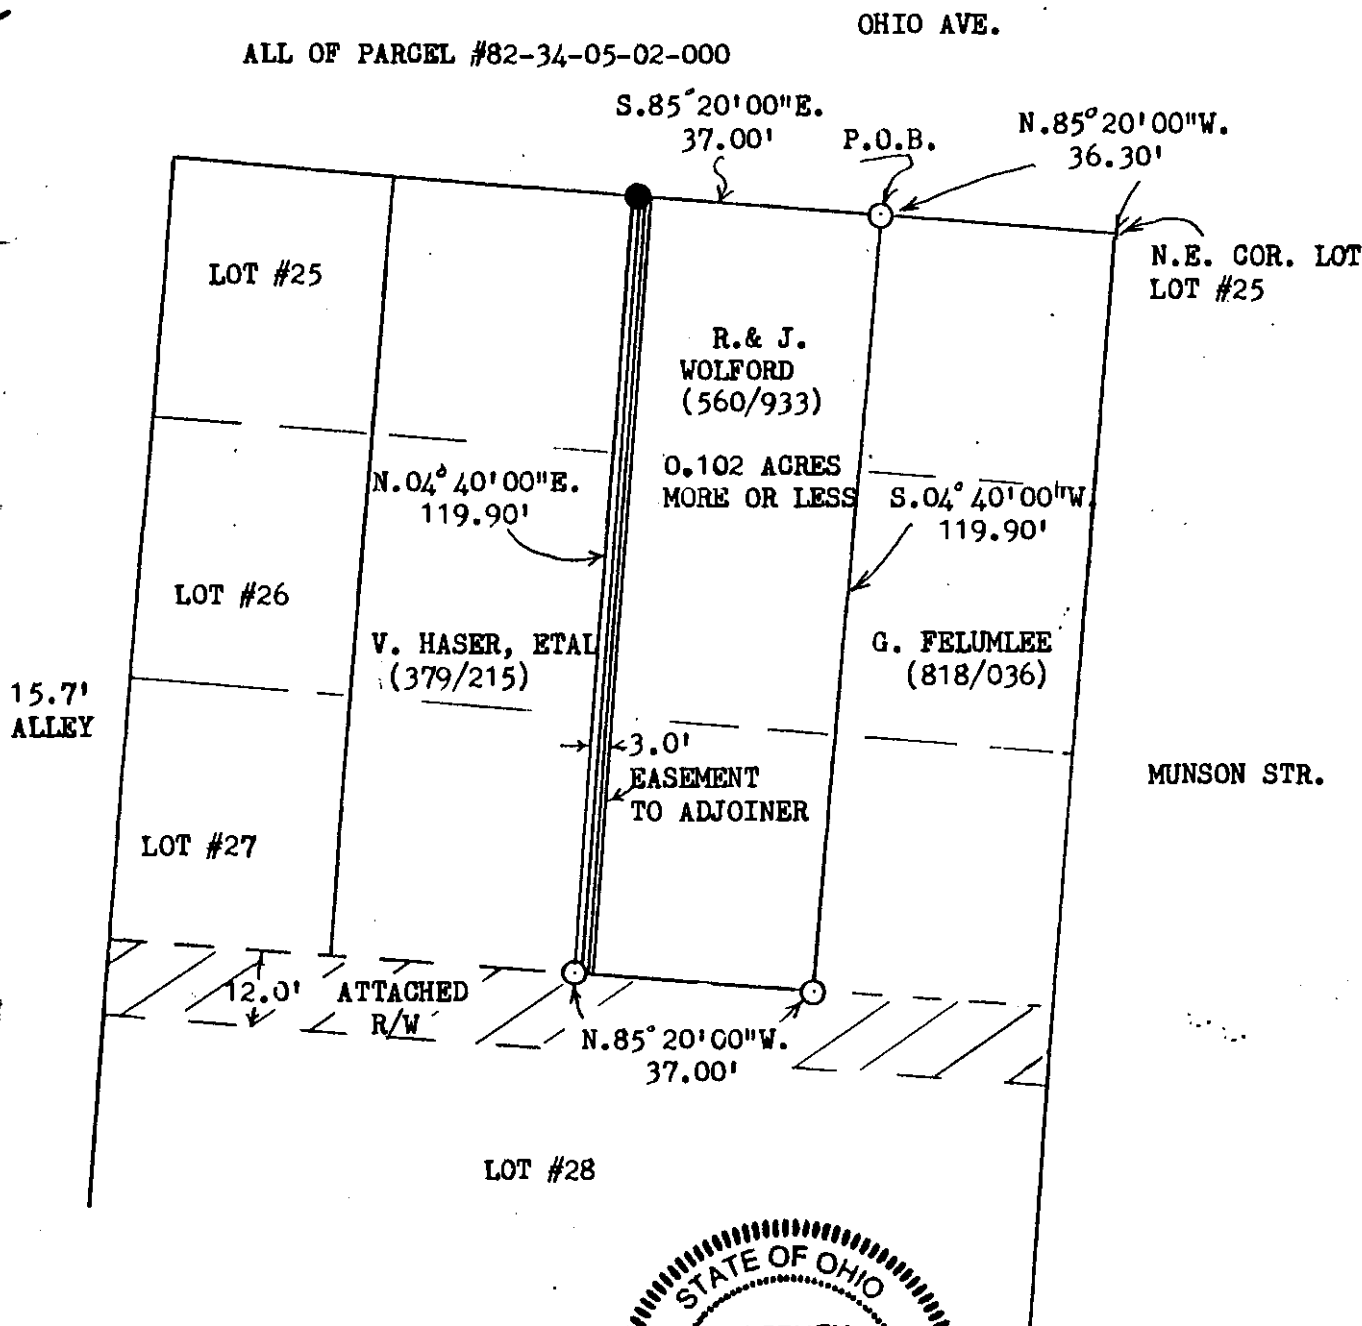 OHIO AVE.
ALL OF PARCEL #82-34-05-02-000
S.85°20'00"E.
37.00'
P.O.B.
N.85°20'00"W.
36.30'
N.E. COR. LOT
LOT #25
LOT #25
R.& J.
WOLFORD
(560/933)
0.102 ACRES
MORE OR LESS
N.04°40'00"E.
119.90'
S.04°40'00"W.
119.90'
LOT #26
V. HASER, ETAL
(379/215)
G. FELUMLEE
(818/036)
15.7'
ALLEY
3.0'
EASEMENT
TO ADJOINER
MUNSON STR.
LOT #27
12.0'
ATTACHED
R/W
N.85°20'00"W.
37.00'
LOT #28
STATE OF OHIO